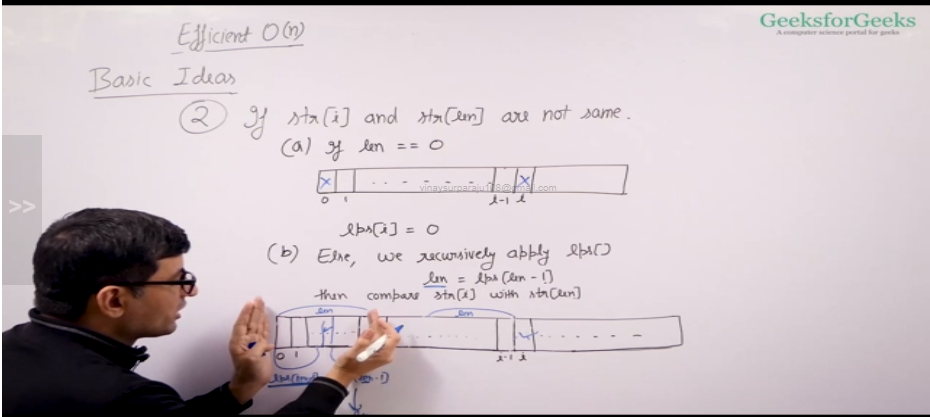 Efficient O(n)
GeeksforGeeks
A computer science portal for geeks
Basic Ideas
② If str[i] and str[len] are not same.
(a) If len == 0
0 1 i-1 i
lps[i] = 0
(b) Else, we recursively apply lps[]
len = lps[len-1]
then compare str[i] with str[len]
len len
0 1 i-1 i
>>